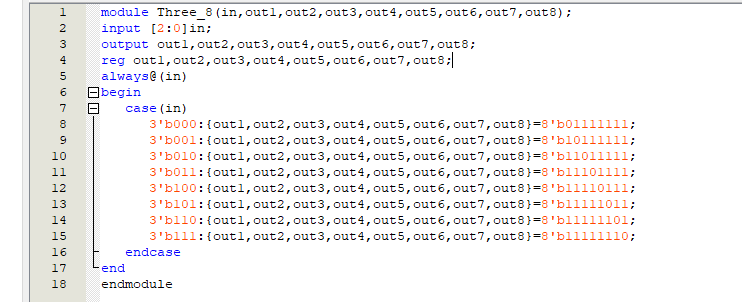 1 module Three_8(in,out1,out2,out3,out4,out5,out6,out7,out8);
2 input [2:0]in;
3 output out1,out2,out3,out4,out5,out6,out7,out8;
4 reg out1,out2,out3,out4,out5,out6,out7,out8;
5 always@(in)
6 begin
7 case(in)
8 3'b000:{out1,out2,out3,out4,out5,out6,out7,out8}=8'b01111111;
9 3'b001:{out1,out2,out3,out4,out5,out6,out7,out8}=8'b10111111;
10 3'b010:{out1,out2,out3,out4,out5,out6,out7,out8}=8'b11011111;
11 3'b011:{out1,out2,out3,out4,out5,out6,out7,out8}=8'b11101111;
12 3'b100:{out1,out2,out3,out4,out5,out6,out7,out8}=8'b11110111;
13 3'b101:{out1,out2,out3,out4,out5,out6,out7,out8}=8'b11111011;
14 3'b110:{out1,out2,out3,out4,out5,out6,out7,out8}=8'b11111101;
15 3'b111:{out1,out2,out3,out4,out5,out6,out7,out8}=8'b11111110;
16 endcase
17 end
18 endmodule